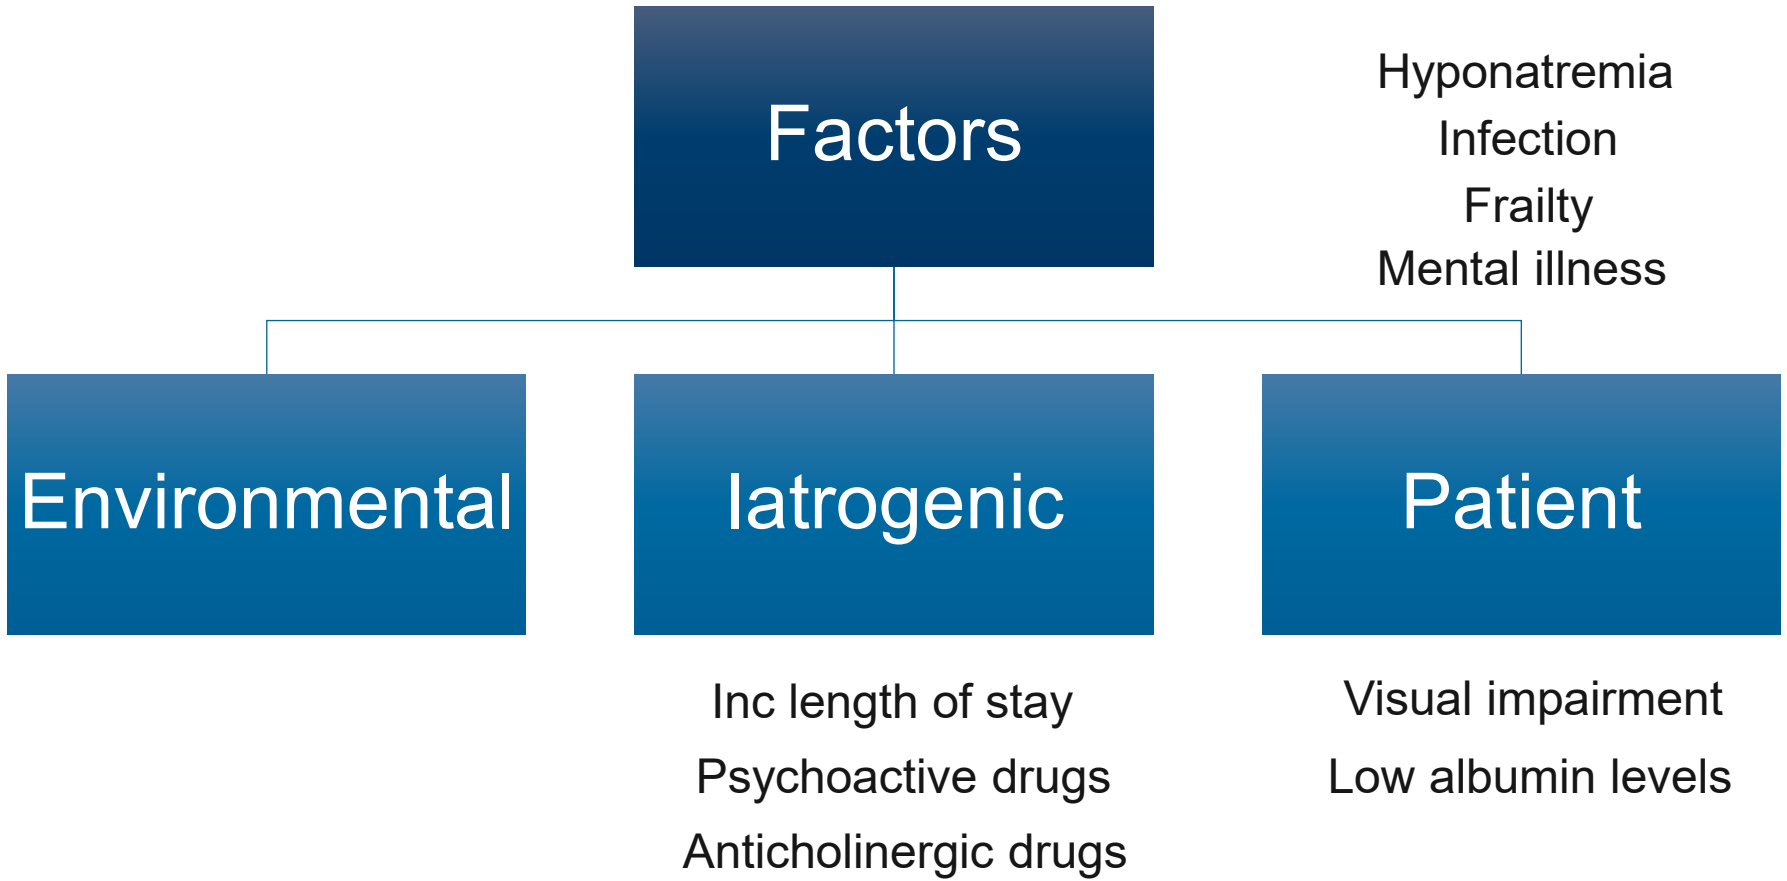 Factors
Hyponatremia
Infection
Frailty
Mental illness
Environmental
Iatrogenic
Patient
Inc length of stay
Psychoactive drugs
Anticholinergic drugs
Visual impairment
Low albumin levels